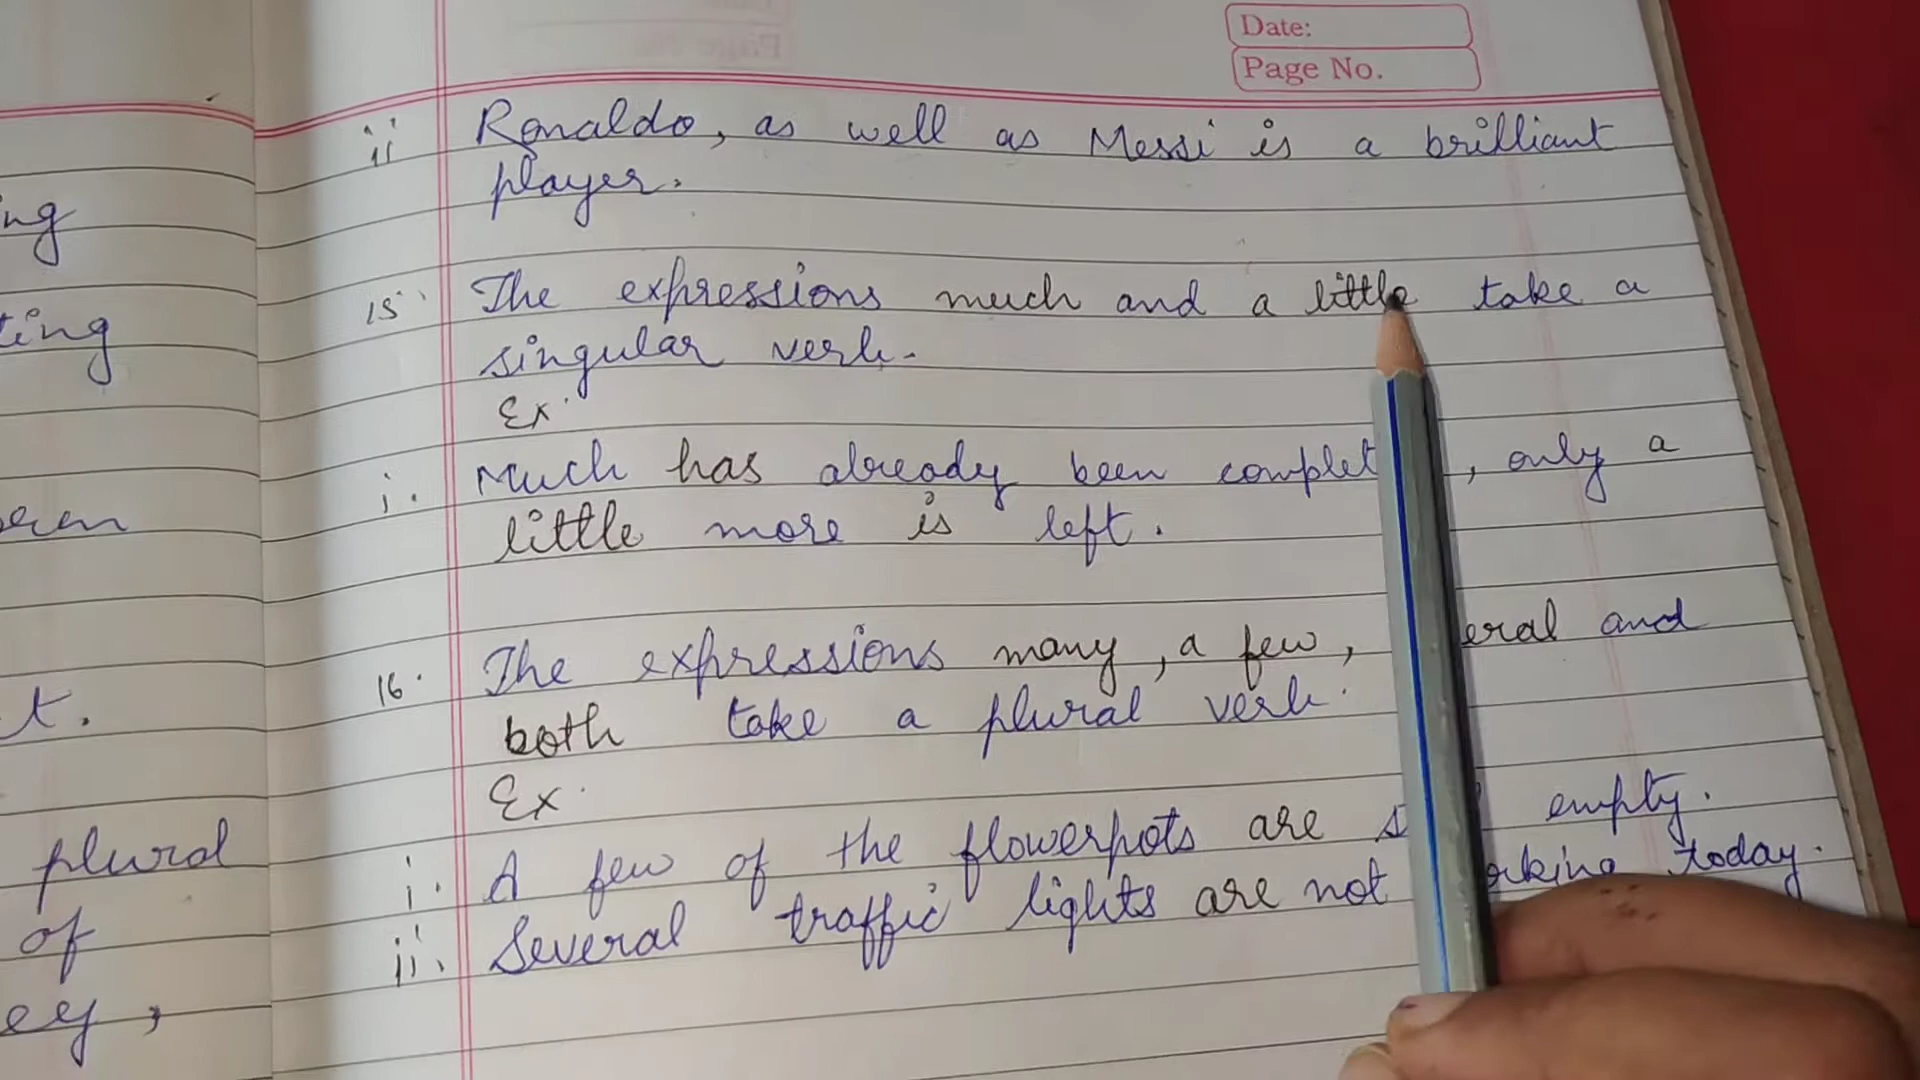 Date:
Page No.
ng
ting
t.
plural
of
ii Ronaldo, as well as Messi is a brilliant
player.
15. The expressions much and a little take a
singular verb.
Ex.
i. Much has already been complet , only a
little more is left.
16. The expressions many, a few, eral and
both take a plural verb.
Ex.
i. A few of the flowerpots are s empty.
ii. Several traffic lights are not orking today.